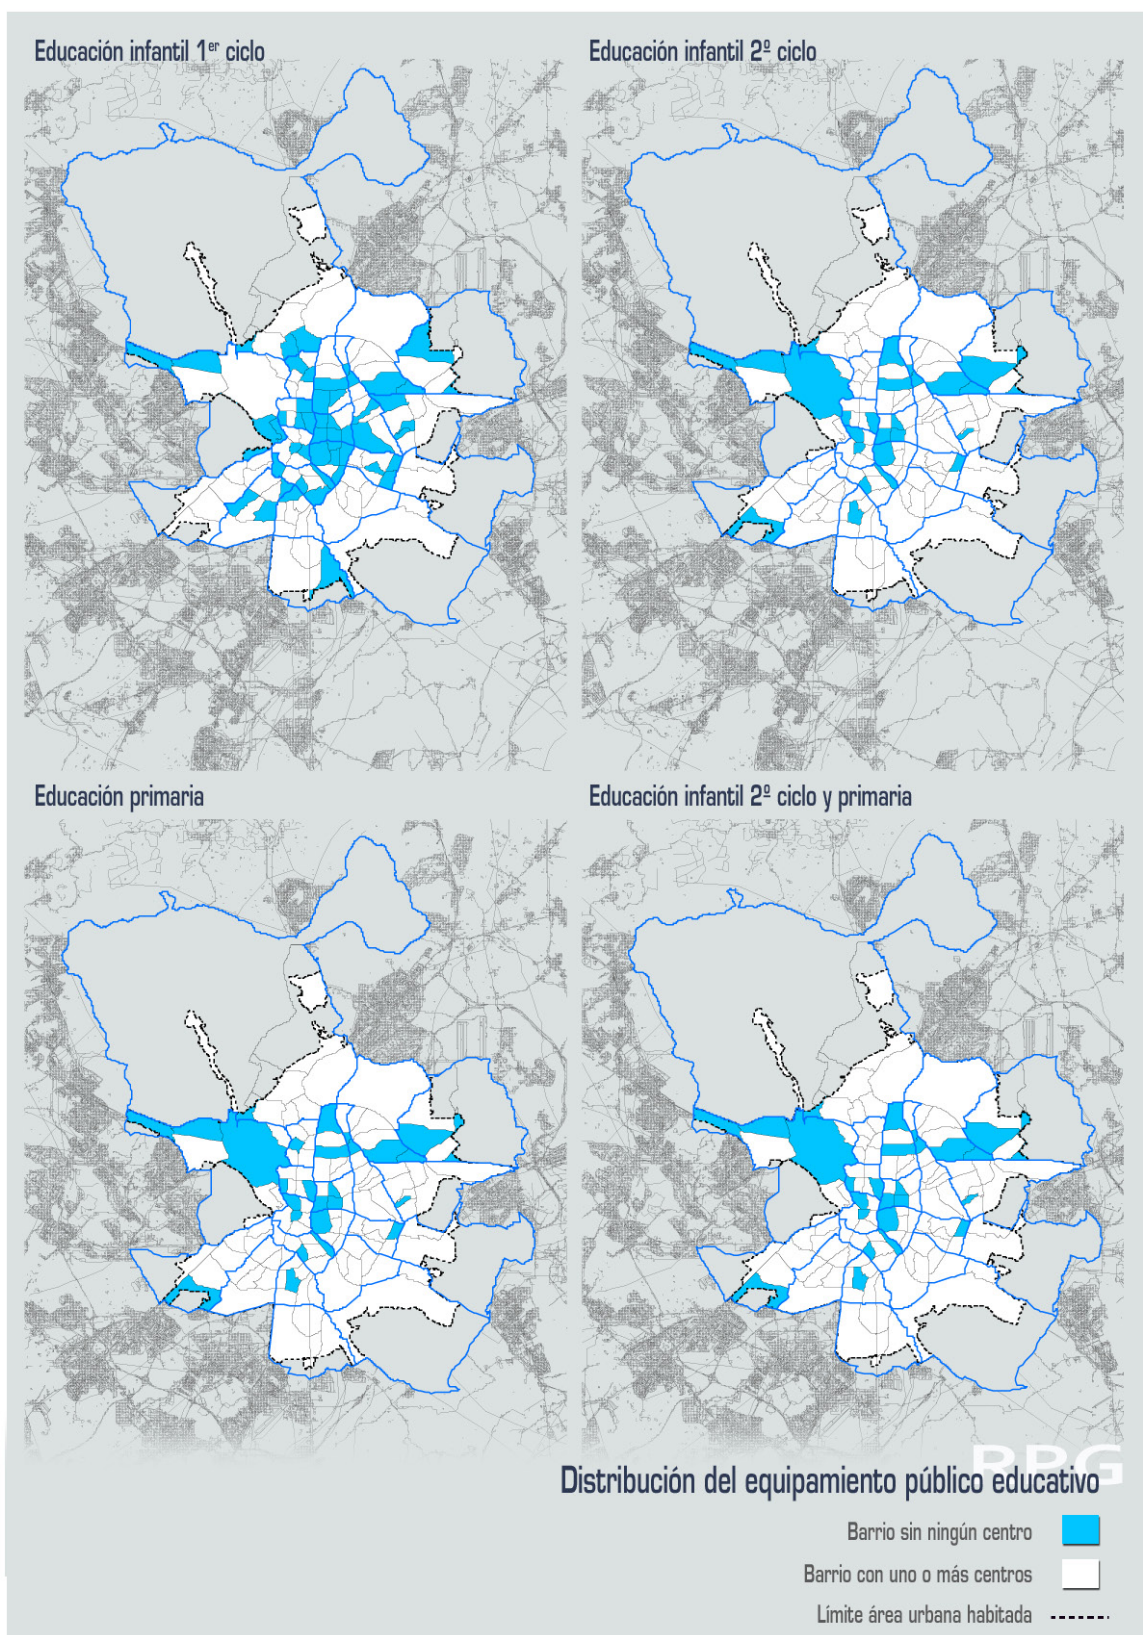 Educación infantil 1er ciclo
Educación infantil 2º ciclo
Educación primaria
Educación infantil 2º ciclo y primaria
RPG
Distribución del equipamiento público educativo
Barrio sin ningún centro
Barrio con uno o más centros
Límite área urbana habitada